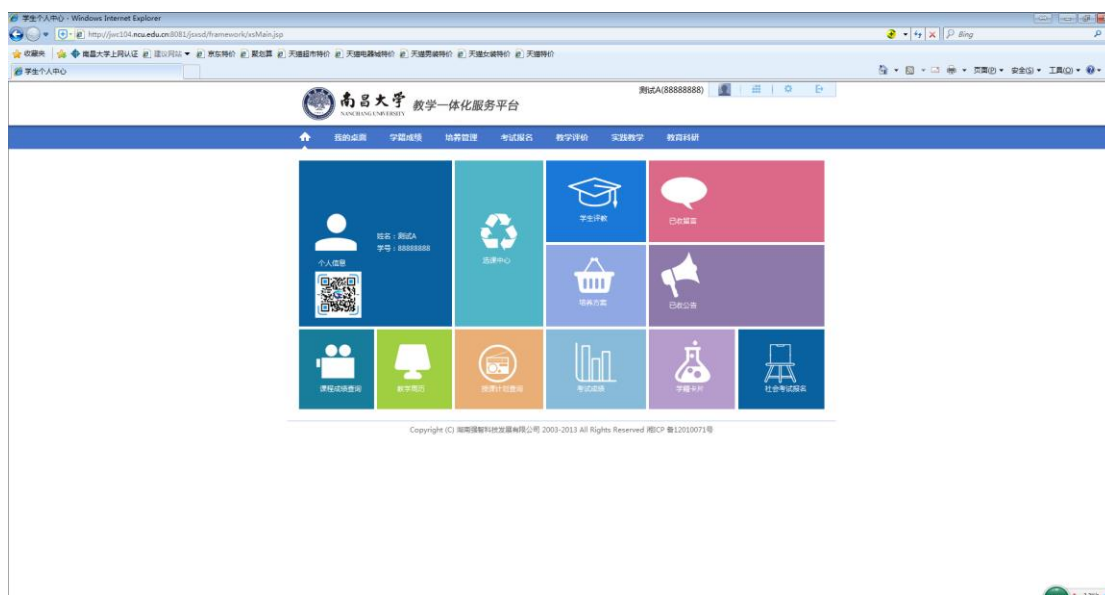 学生个人中心 - Windows Internet Explorer
http://jwc104.ncu.edu.cn:8081/jsxsd/framework/xsMain.jsp
Bing
收藏夹 南昌大学上网认证 建议网站 京东特价 聚划算 天猫超市特价 天猫电器城特价 天猫男装特价 天猫女装特价 天猫特价
学生个人中心
页面(P) 安全(S) 工具(O)
南昌大学 教学一体化服务平台
NANCHANG UNIVERSITY
测试A(88888888)
我的桌面 学籍成绩 培养管理 考试报名 教学评价 实践教学 教育科研
姓名：测试A
学号：88888888
个人信息
选课中心
学生评教
已收留言
培养方案
已收公告
课程成绩查询
教学周历
授课计划查询
考试成绩
学籍卡片
社会考试报名
Copyright (C) 湖南强智科技发展有限公司 2003-2013 All Rights Reserved 湘ICP 备12010071号